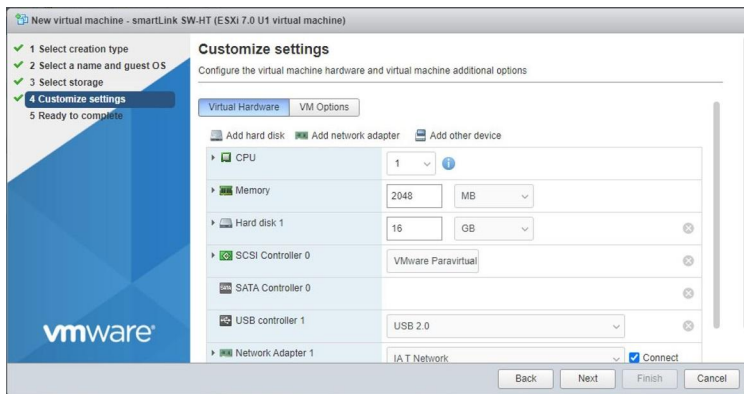 New virtual machine - smartLink SW-HT (ESXi 7.0 U1 virtual machine)
1 Select creation type
2 Select a name and guest OS
3 Select storage
4 Customize settings
5 Ready to complete
vmware®
Customize settings
Configure the virtual machine hardware and virtual machine additional options
Virtual Hardware VM Options
Add hard disk Add network adapter Add other device
CPU 1
Memory 2048 MB
Hard disk 1 16 GB
SCSI Controller 0 VMware Paravirtual
SATA Controller 0
USB controller 1 USB 2.0
Network Adapter 1 IA T Network Connect
Back Next Finish Cancel